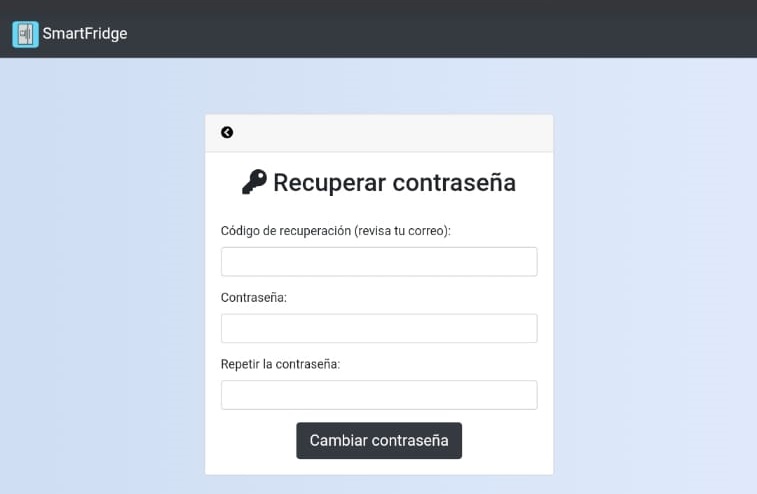 SmartFridge
Recuperar contraseña
Código de recuperación (revisa tu correo):
Contraseña:
Repetir la contraseña:
Cambiar contraseña